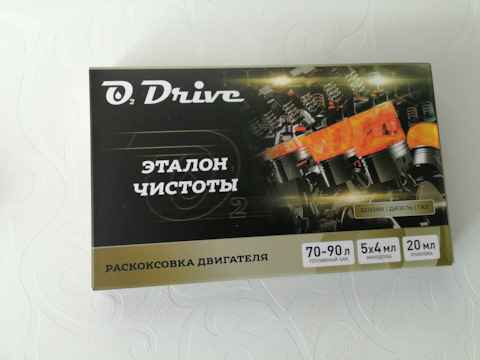 O2 Drive
ЭТАЛОН
ЧИСТОТЫ
O2
БЕНЗИН | ДИЗЕЛЬ | ГАЗ
РАСКОКСОВКА ДВИГАТЕЛЯ
70-90 л
ТОПЛИВНЫЙ БАК
5x4 мл
МОНОДОЗЫ
20 мл
УПАКОВКА